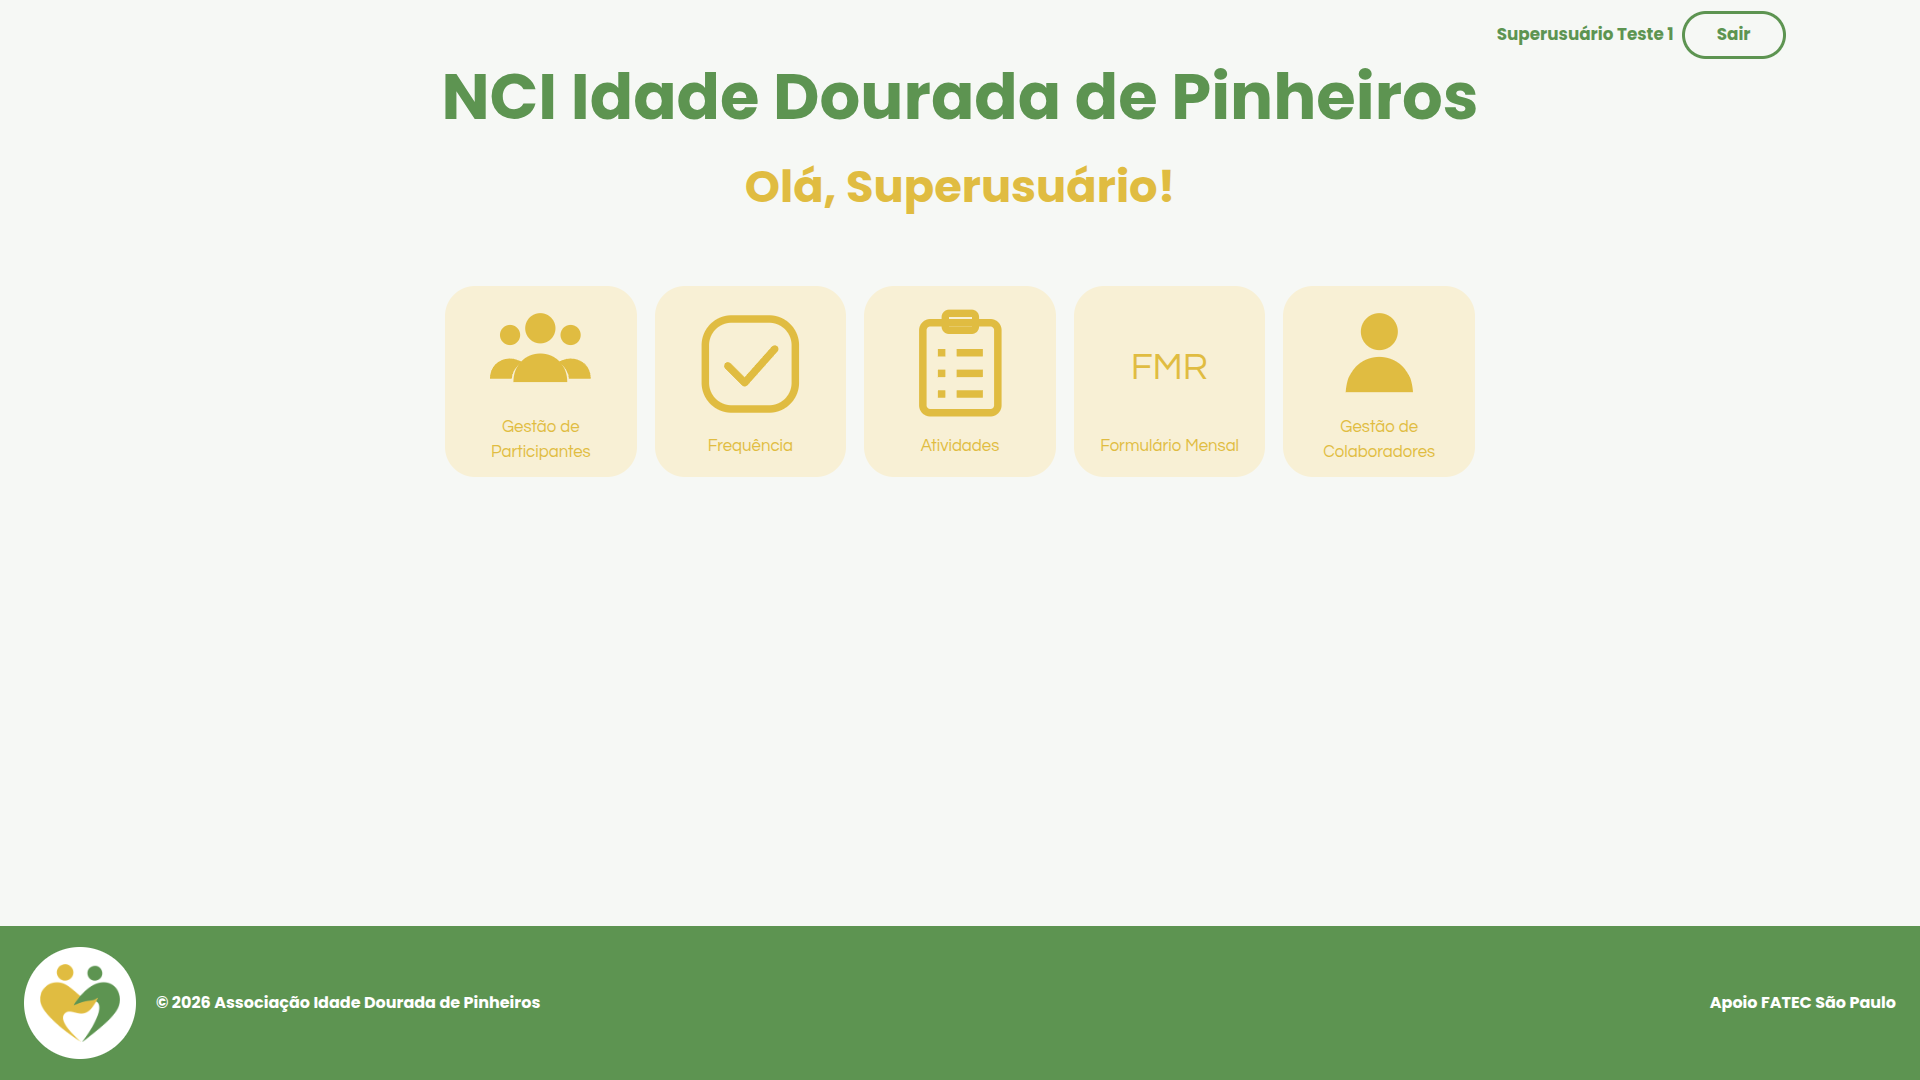 Superusuário Teste 1
Sair
NCI Idade Dourada de Pinheiros
Olá, Superusuário!
Gestão de
Participantes
Frequência
Atividades
FMR
Formulário Mensal
Gestão de
Colaboradores
© 2026 Associação Idade Dourada de Pinheiros
Apoio FATEC São Paulo